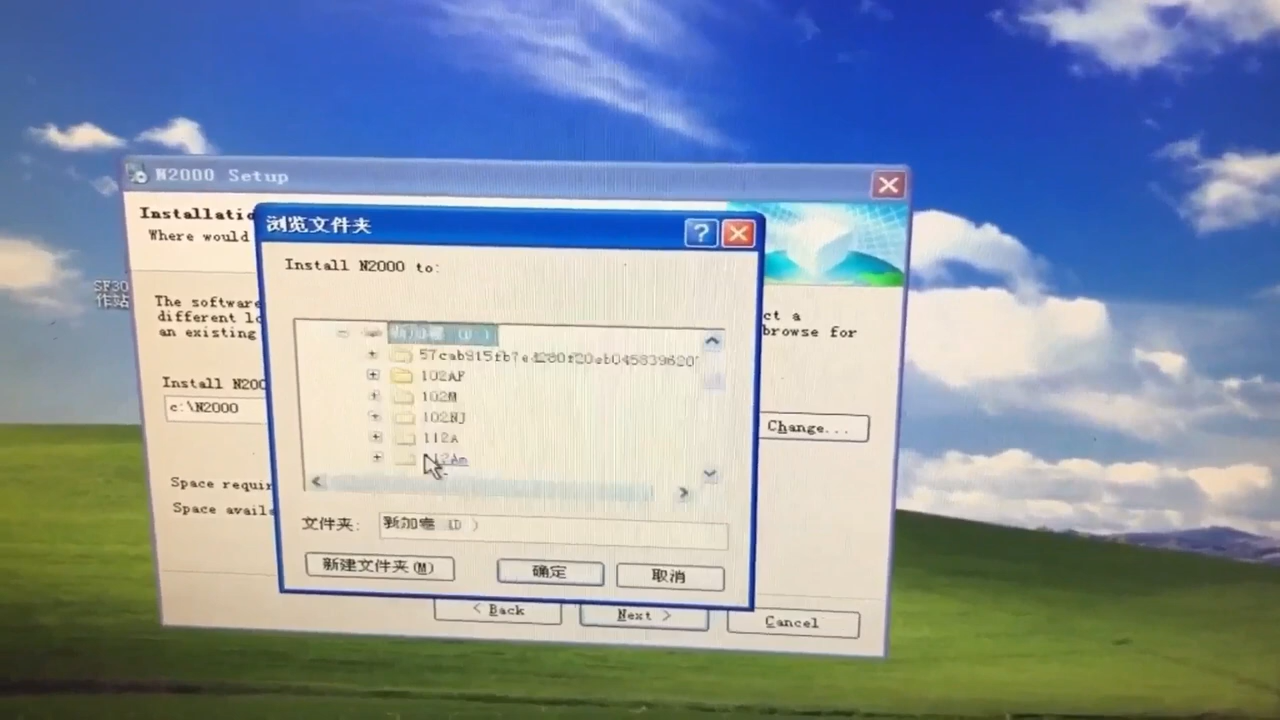 N2000 Setup
Installatio
Where would
浏览文件夹
Install N2000 to:
SF30
作站
The software
ct a
different lo
browse for
an existing
新加卷 (D )
102AF
102M
102NJ
112A
112Am
Install N200
c:\N2000
Change...
Space requir
Space avail
文件夹:
新加卷 (D )
新建文件夹(M)
确定
取消
< Back
Next >
Cancel